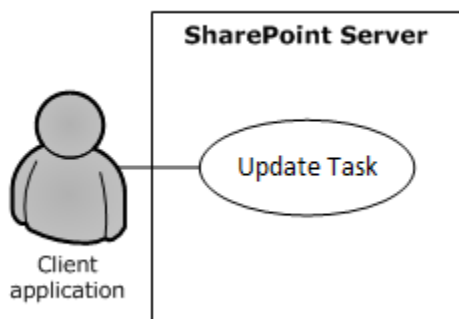 SharePoint Server
Update Task
Client
application